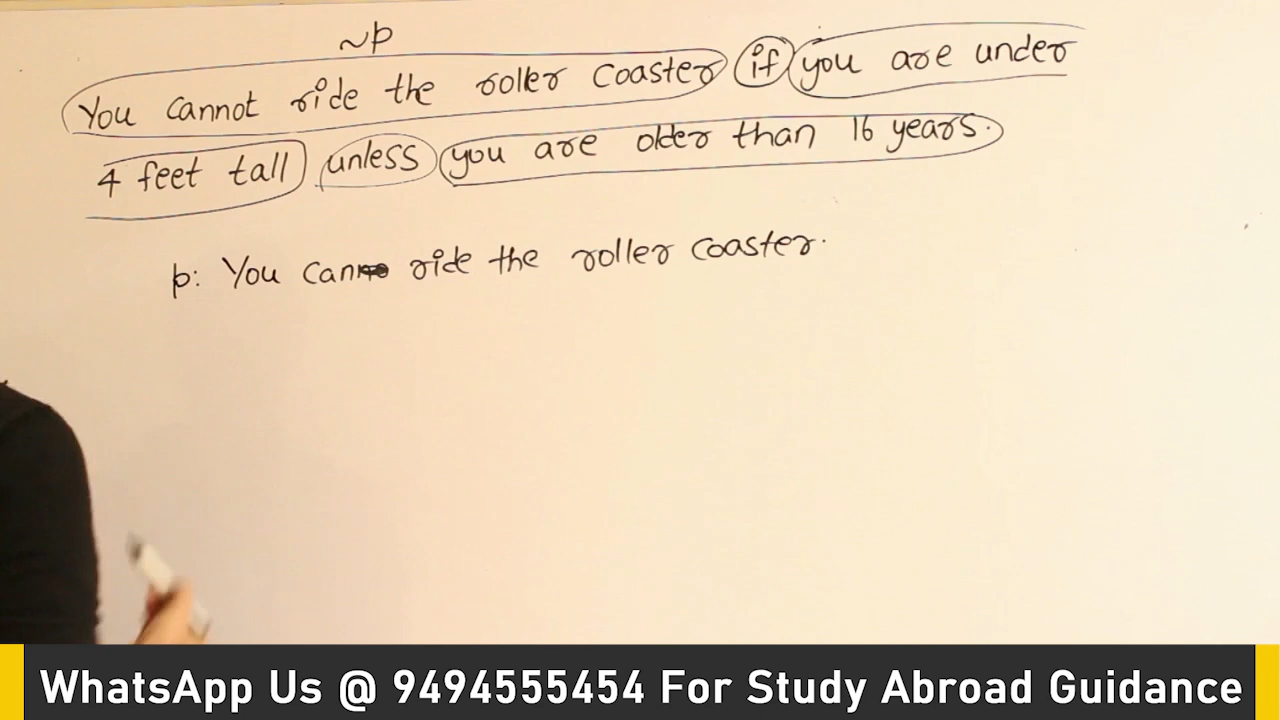 ~p
You cannot ride the roller coaster if you are under
4 feet tall unless you are older than 16 years.
p: You can ride the roller coaster.
WhatsApp Us @ 9494555454 For Study Abroad Guidance